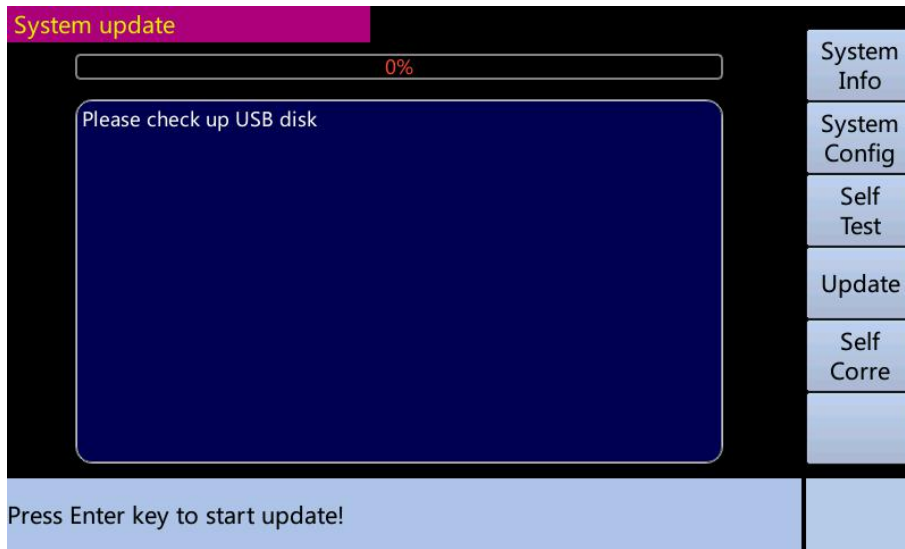 System update
0%
Please check up USB disk
System
Info
System
Config
Self
Test
Update
Self
Corre
Press Enter key to start update!